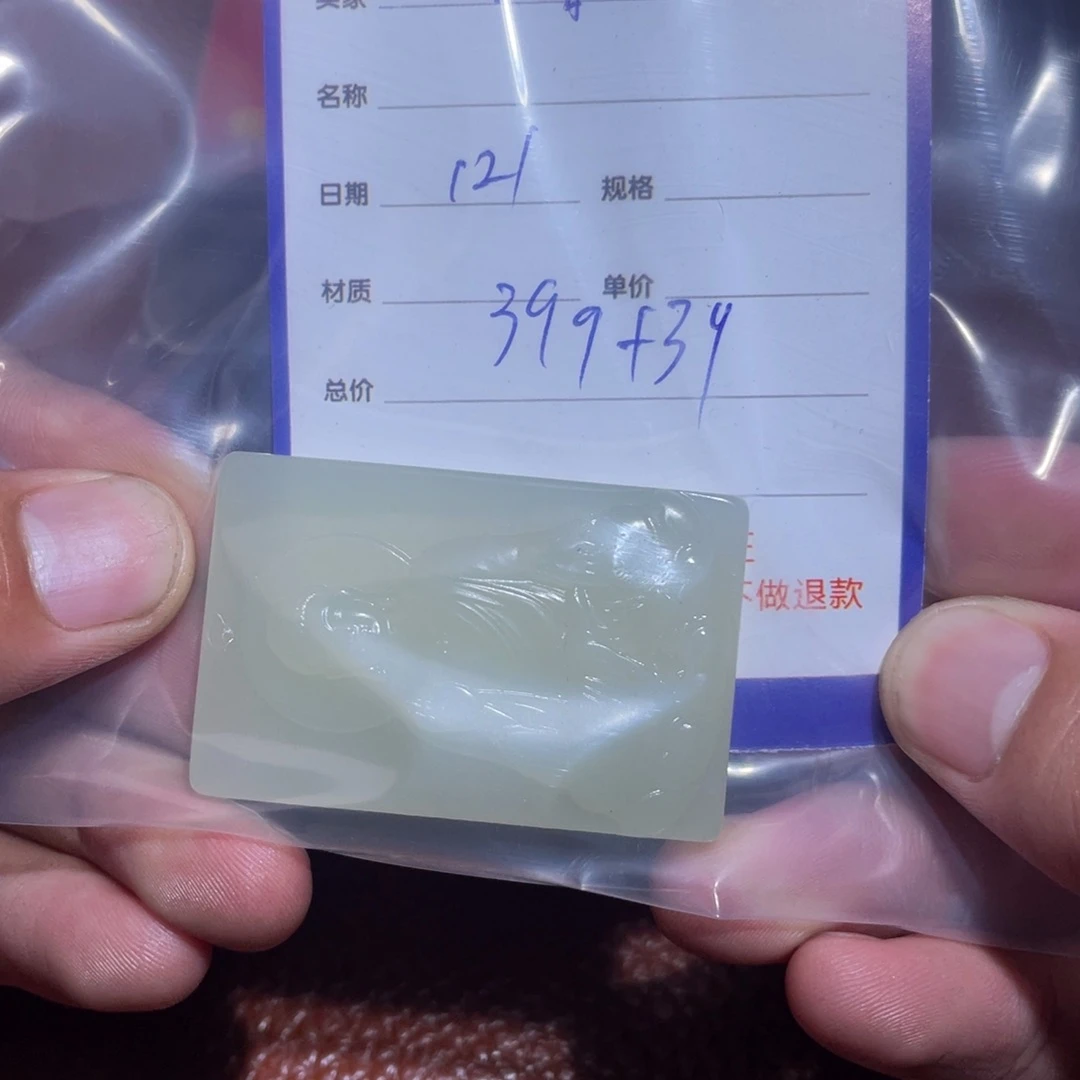 名称
日期 121 规格
材质 单价
399+34
总价
不做退款